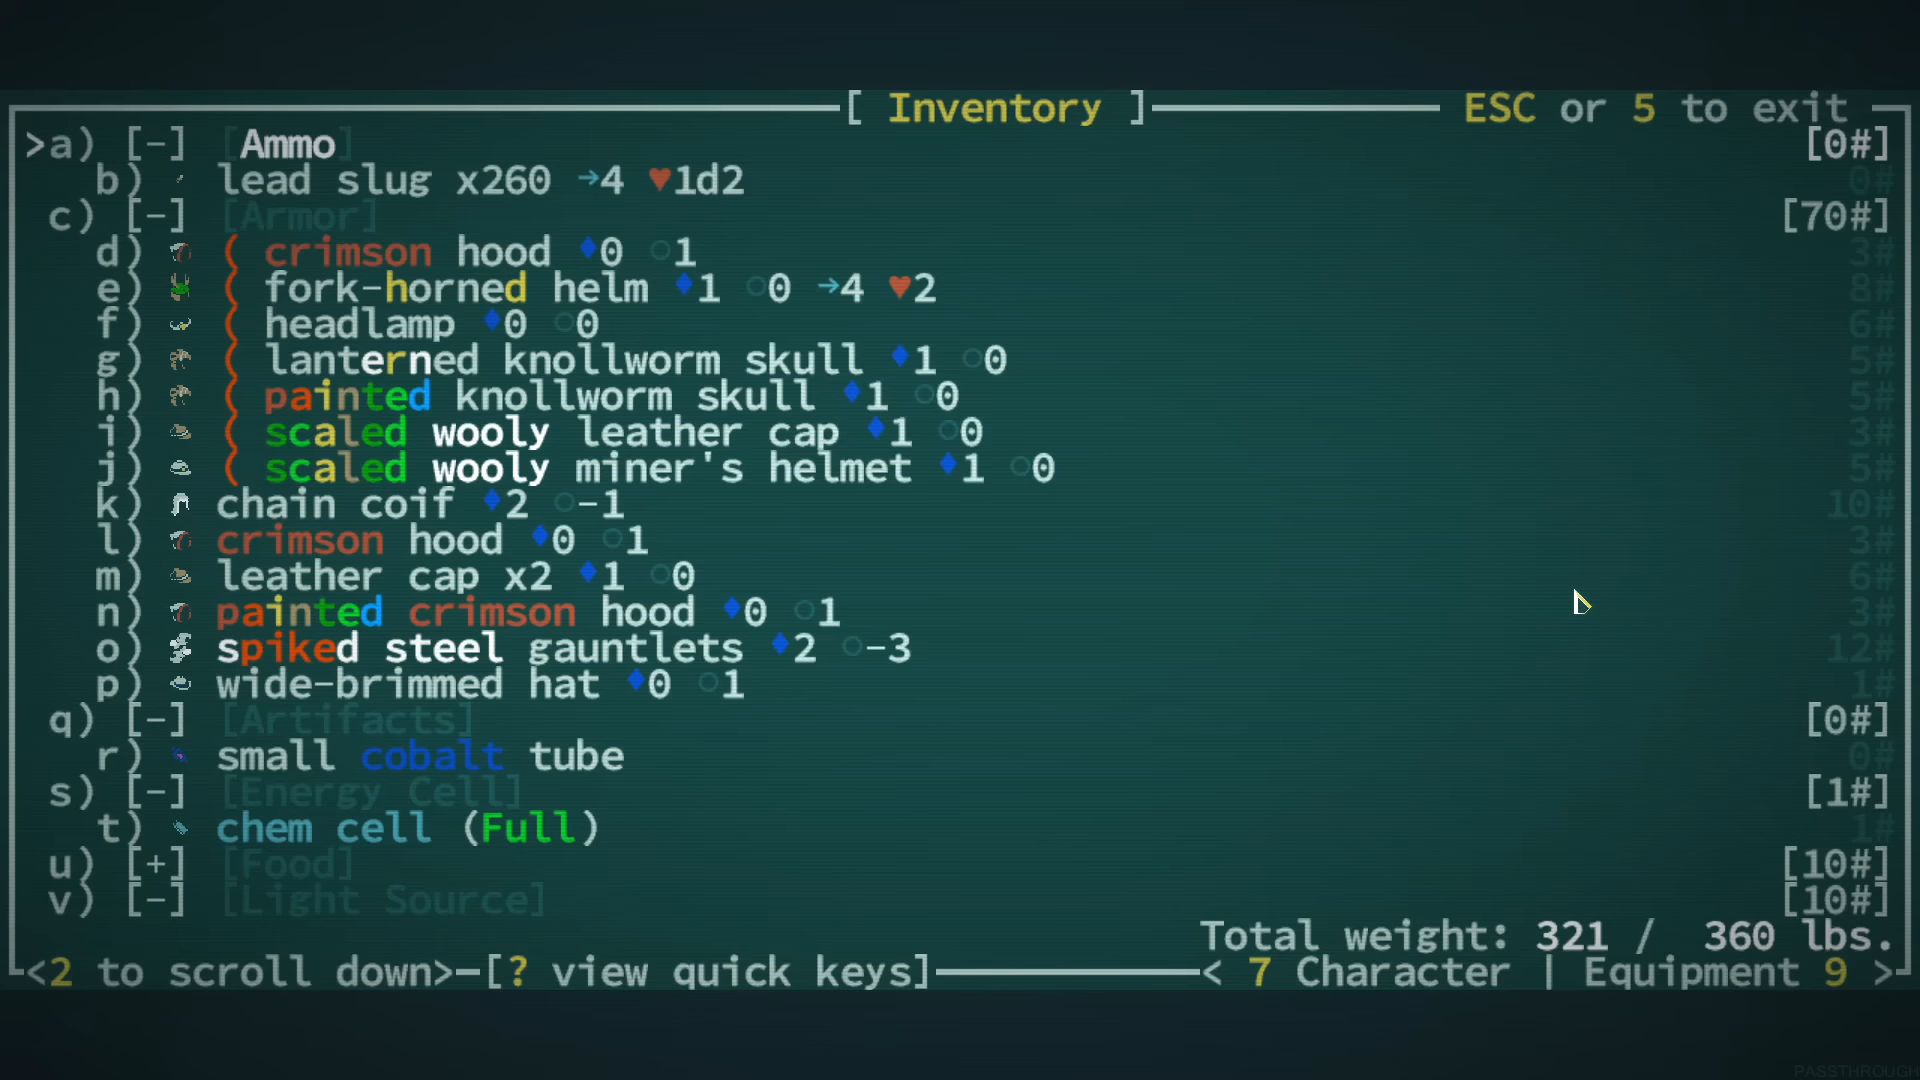 [ Inventory ] ESC or 5 to exit
>a) [-] [Ammo] [0#]
b) lead slug x260 →4 ♥1d2 0#
c) [-] [Armor] [70#]
d) ( crimson hood ♦0 ○1 3#
e) ( fork-horned helm ♦1 ○0 →4 ♥2 8#
f) ( headlamp ♦0 ○0 6#
g) ( lanterned knollworm skull ♦1 ○0 5#
h) ( painted knollworm skull ♦1 ○0 5#
i) ( scaled wooly leather cap ♦1 ○0 3#
j) ( scaled wooly miner's helmet ♦1 ○0 5#
k) chain coif ♦2 ○-1 10#
l) crimson hood ♦0 ○1 3#
m) leather cap x2 ♦1 ○0 6#
n) painted crimson hood ♦0 ○1 3#
o) spiked steel gauntlets ♦2 ○-3 12#
p) wide-brimmed hat ♦0 ○1 1#
q) [-] [Artifacts] [0#]
r) small cobalt tube 0#
s) [-] [Energy Cell] [1#]
t) chem cell (Full) 1#
u) [+] [Food] [10#]
v) [-] [Light Source] [10#]
Total weight: 321 / 360 lbs.
<2 to scroll down> [? view quick keys] < 7 Character | Equipment 9 >
PASSTHROUGH